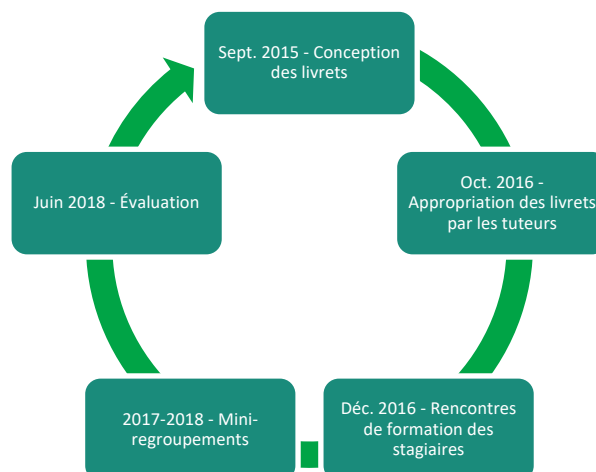 Sept. 2015 - Conception
des livrets
Oct. 2016 -
Appropriation des livrets
par les tuteurs
Déc. 2016 - Rencontres
de formation des
stagiaires
2017-2018 - Mini-
regroupements
Juin 2018 - Évaluation